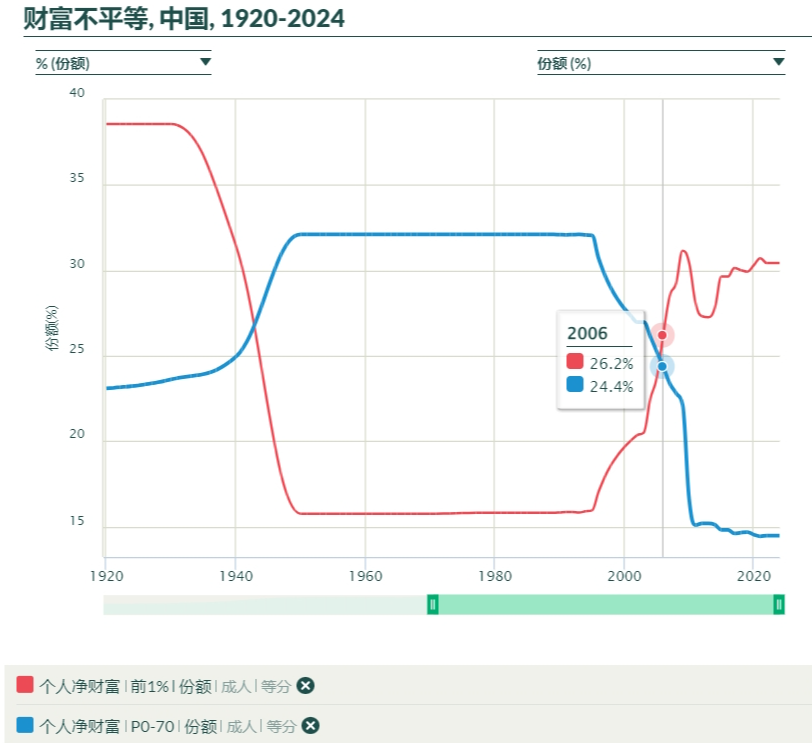 财富不平等, 中国, 1920-2024
% (份额)
份额 (%)
40
35
30
25
20
15
份额(%)
2006
26.2%
24.4%
1920 1940 1960 1980 2000 2020
个人净财富 | 前1% | 份额 | 成人 | 等分
个人净财富 | P0-70 | 份额 | 成人 | 等分